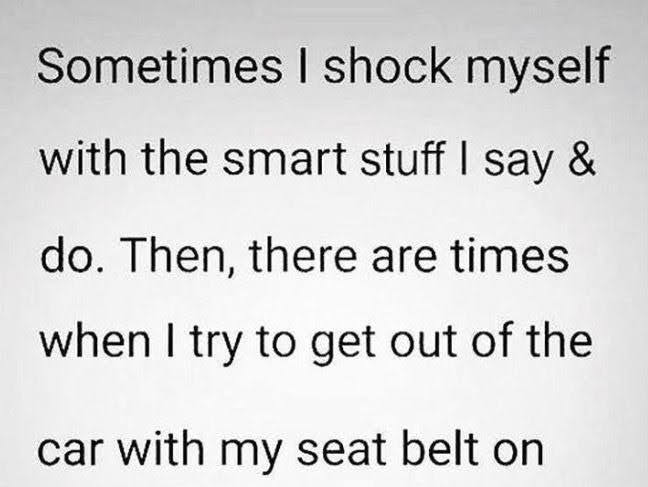 Sometimes I shock myself
with the smart stuff I say &
do. Then, there are times
when I try to get out of the
car with my seat belt on